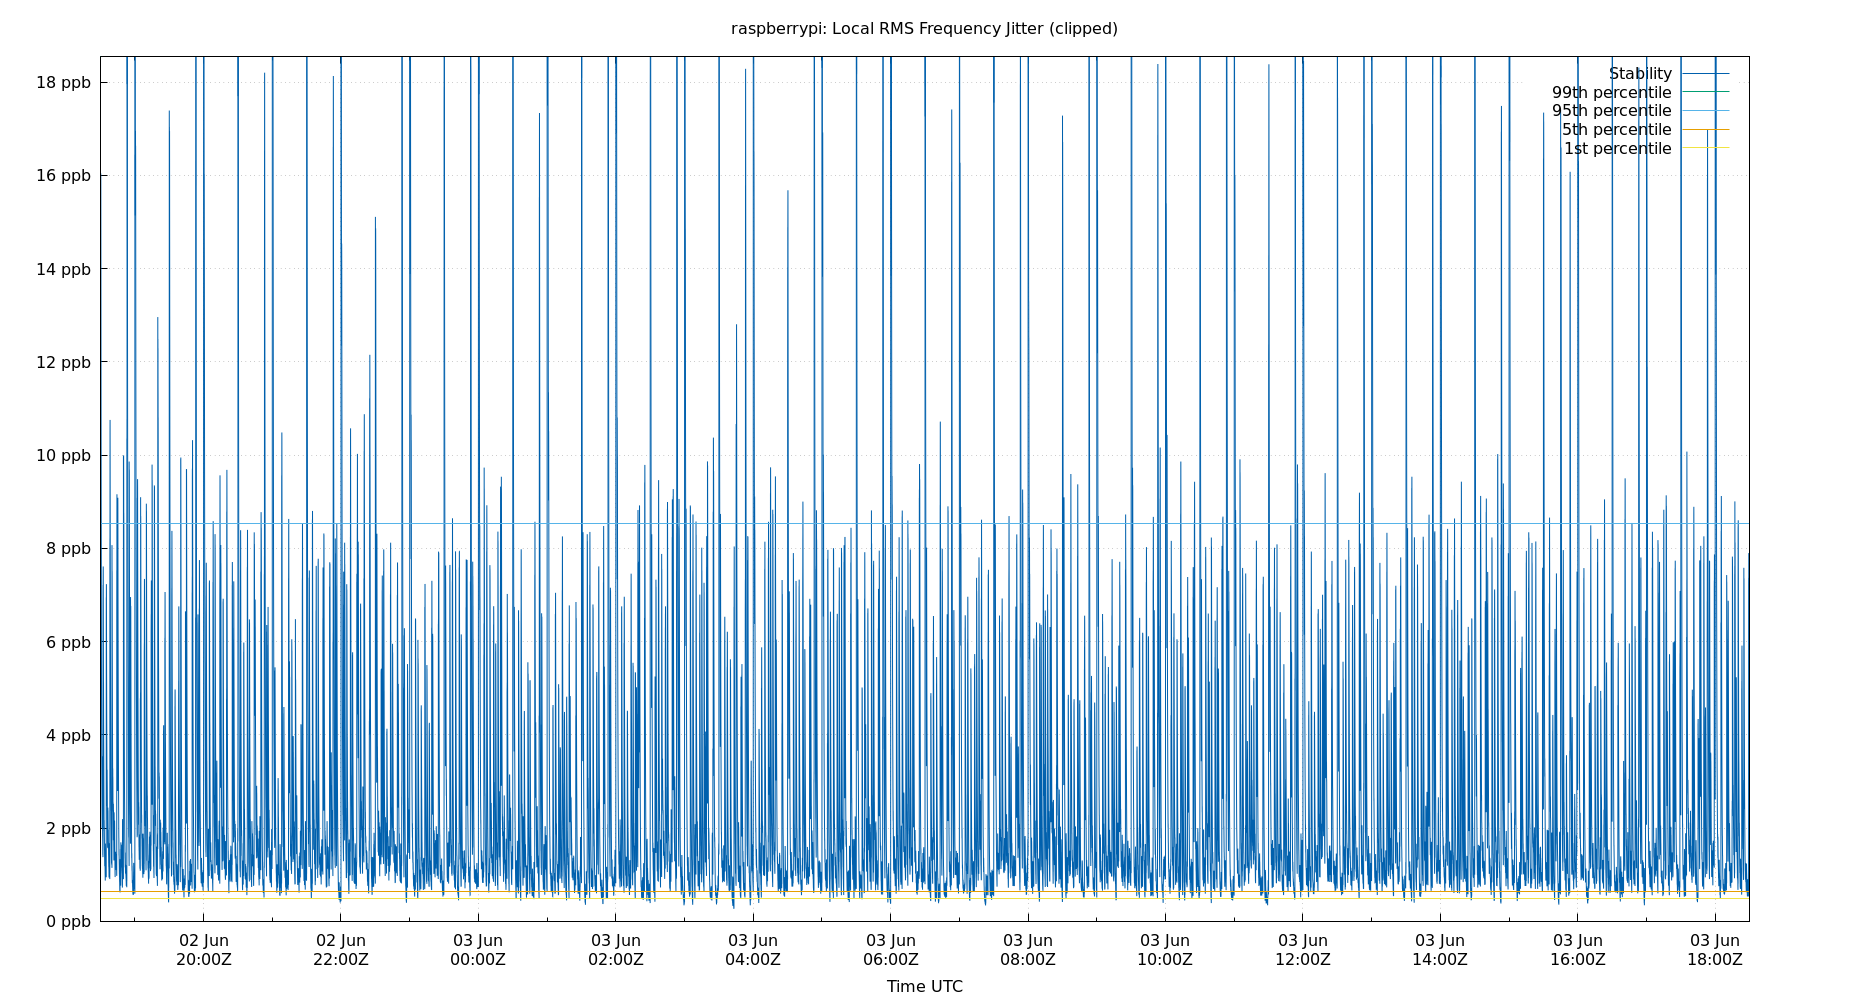 raspberrypi: Local RMS Frequency Jitter (clipped)
18 ppb
16 ppb
14 ppb
12 ppb
10 ppb
8 ppb
6 ppb
4 ppb
2 ppb
0 ppb
Stability
99th percentile
95th percentile
5th percentile
1st percentile
02 Jun
20:00Z
02 Jun
22:00Z
03 Jun
00:00Z
03 Jun
02:00Z
03 Jun
04:00Z
03 Jun
06:00Z
03 Jun
08:00Z
03 Jun
10:00Z
03 Jun
12:00Z
03 Jun
14:00Z
03 Jun
16:00Z
03 Jun
18:00Z
Time UTC